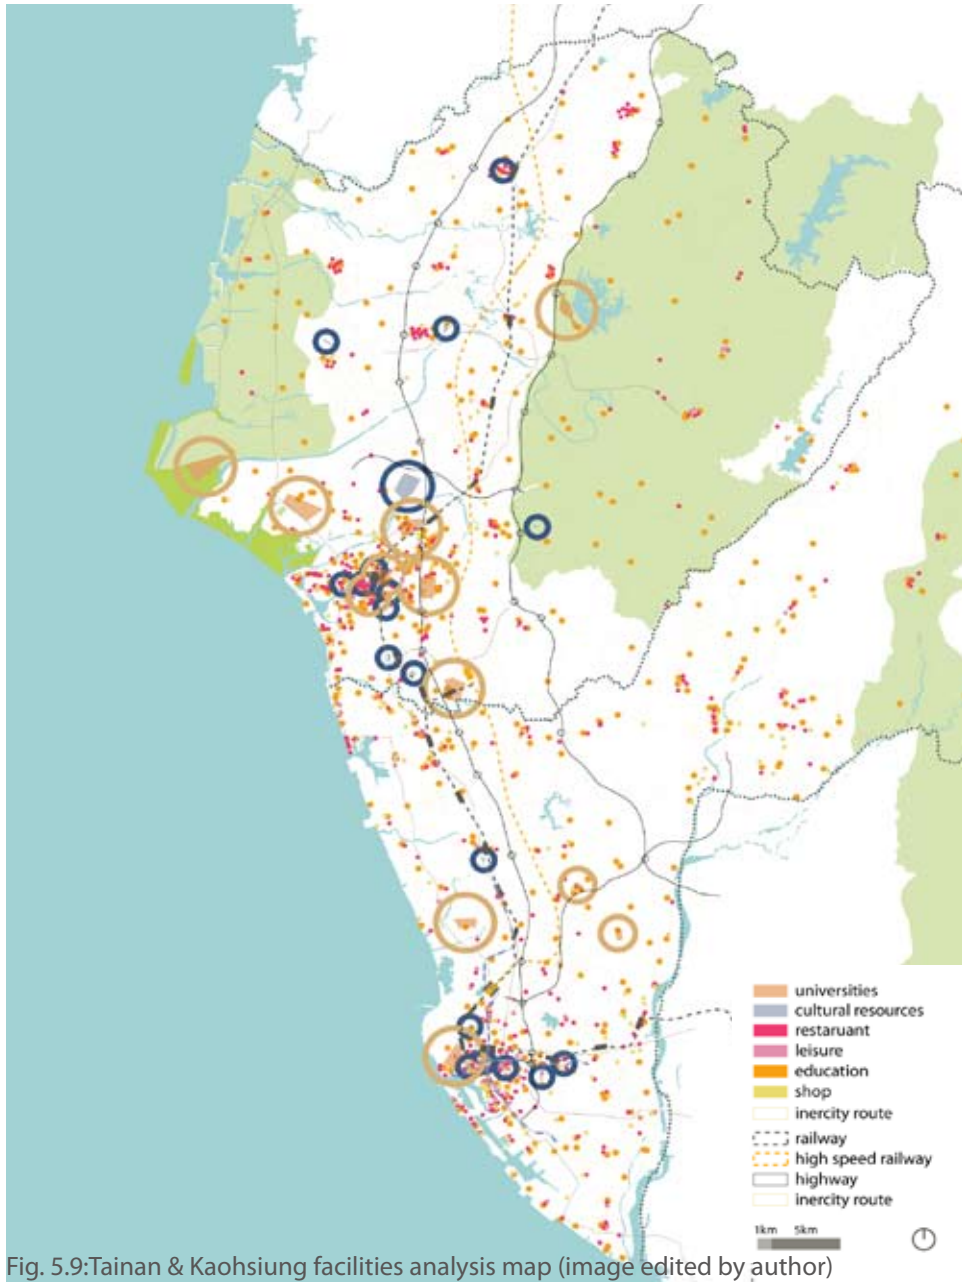 universities
cultural resources
restaruant
leisure
education
shop
inercity route
railway
high speed railway
highway
inercity route
1km 5km
Fig. 5.9:Tainan & Kaohsiung facilities analysis map (image edited by author)